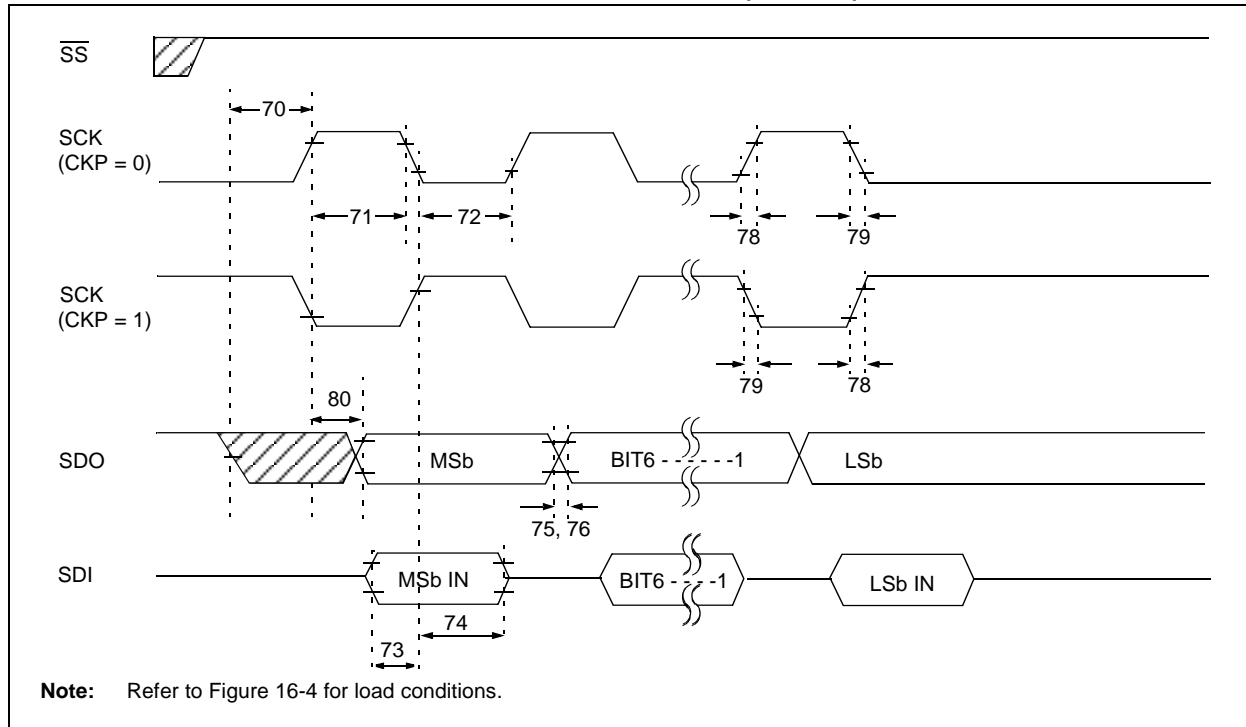 SS
70
SCK
(CKP = 0)
71
72
78
79
SCK
(CKP = 1)
79
78
80
SDO
MSb
BIT6 - - - - - -1
LSb
75, 76
SDI
MSb IN
BIT6 - - - - -1
LSb IN
74
73
Note: Refer to Figure 16-4 for load conditions.